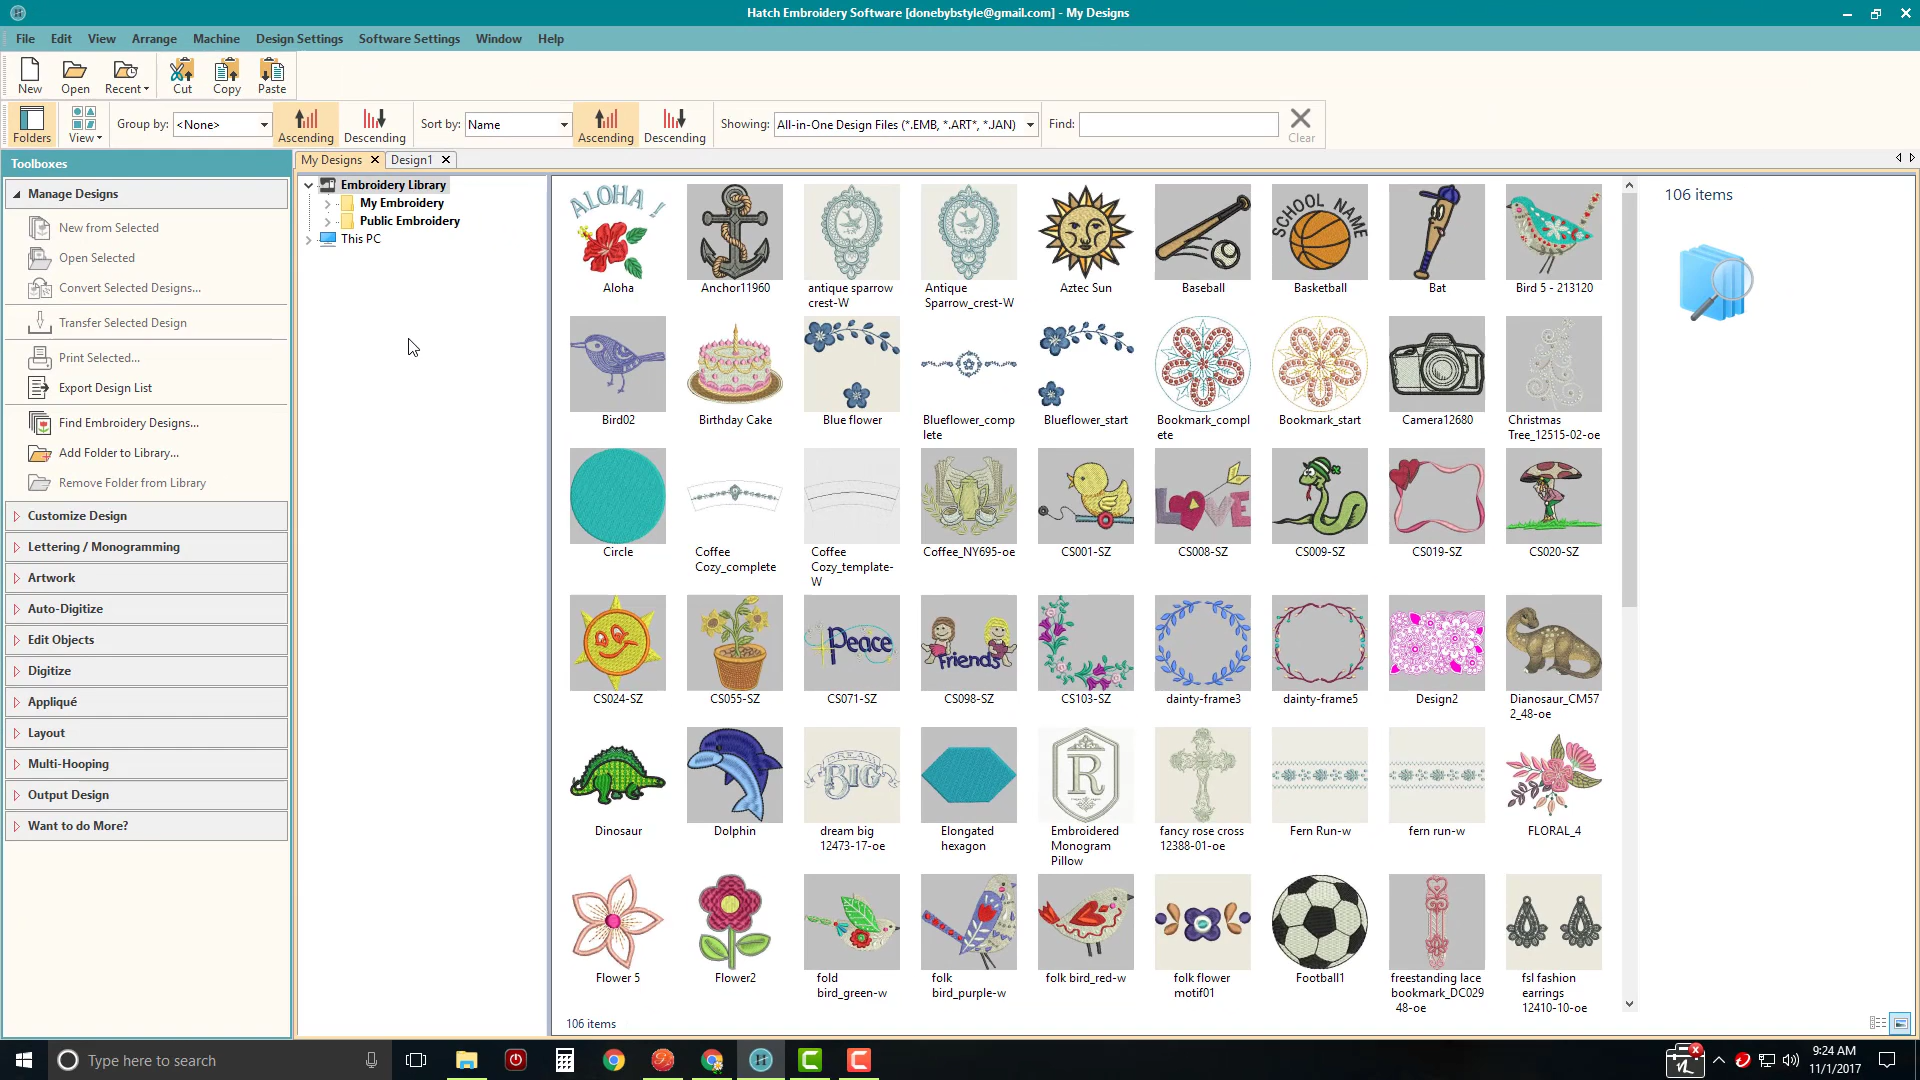 Hatch Embroidery Software [donebybstyle@gmail.com] - My Designs
File Edit View Arrange Machine Design Settings Software Settings Window Help
New Open Recent Cut Copy Paste
Folders View Group by: <None> Ascending Descending Sort by: Name Ascending Descending Showing: All-in-One Design Files (*.EMB, *.ART*, *.JAN) Find: Clear
Toolboxes
Manage Designs
New from Selected
Open Selected
Convert Selected Designs...
Transfer Selected Design
Print Selected...
Export Design List
Find Embroidery Designs...
Add Folder to Library...
Remove Folder from Library
Customize Design
Lettering / Monogramming
Artwork
Auto-Digitize
Edit Objects
Digitize
Appliqué
Layout
Multi-Hooping
Output Design
Want to do More?
My Designs Design1
Embroidery Library
My Embroidery
Public Embroidery
This PC
ALOHA!
SCHOOL NAME
Aloha Anchor11960 antique sparrow Antique Aztec Sun Baseball Basketball Bat Bird 5 - 213120
crest-W Sparrow_crest-W
Bird02 Birthday Cake Blue flower Blueflower_comp Blueflower_start Bookmark_compl Bookmark_start Camera12680 Christmas
lete ete Tree_12515-02-oe
LOVE
Circle Coffee Coffee Coffee_NY695-oe CS001-SZ CS008-SZ CS009-SZ CS019-SZ CS020-SZ
Cozy_complete Cozy_template-
W
Peace
Friends
CS024-SZ CS055-SZ CS071-SZ CS098-SZ CS103-SZ dainty-frame3 dainty-frame5 Design2 Dianosaur_CM57
2_48-oe
DREAM
BIG
R
Dinosaur Dolphin dream big Elongated Embroidered fancy rose cross Fern Run-w fern run-w FLORAL_4
12473-17-oe hexagon Monogram 12388-01-oe
Pillow
Flower 5 Flower2 fold folk folk bird_red-w folk flower Football1 freestanding lace fsl fashion
bird_green-w bird_purple-w motif01 bookmark_DC029 earrings
48-oe 12410-10-oe
106 items
106 items
Type here to search
9:24 AM
11/1/2017